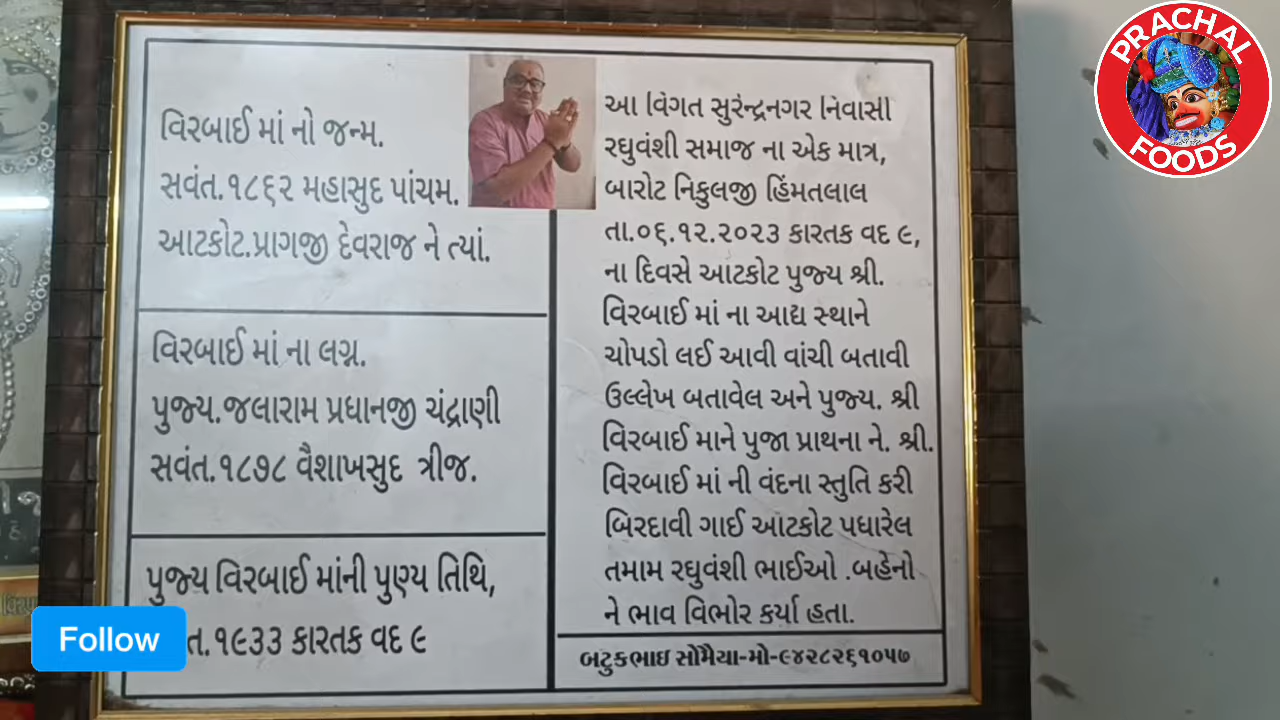 વિરબાઈ માં નો જન્મ.
સવંત.૧૮૬૨ મહાસુદ પાંચમ.
આટકોટ.પ્રાગજી દેવરાજ ને ત્યાં.
વિરબાઈ માં ના લગ્ન.
પુજ્ય.જલારામ પ્રધાનજી ચંદ્રાણી
સવંત.૧૮૭૮ વૈશાખસુદ ત્રીજ.
પુજ્ય વિરબાઈ માંની પુણ્ય તિથિ,
ત.૧૯૩૩ કારતક વદ ૯
આ વિગત સુરેન્દ્રનગર નિવાસી
રઘુવંશી સમાજ ના એક માત્ર,
બારોટ નિકુલજી હિંમતલાલ
તા.૦૬.૧૨.૨૦૨૩ કારતક વદ ૯,
ના દિવસે આટકોટ પુજ્ય શ્રી.
વિરબાઈ માં ના આદ્ય સ્થાને
ચોપડો લઈ આવી વાંચી બતાવી
ઉલ્લેખ બતાવેલ અને પુજ્ય. શ્રી
વિરબાઈ માને પુજા પ્રાથના ને. શ્રી.
વિરબાઈ માં ની વંદના સ્તુતિ કરી
બિરદાવી ગાઈ આટકોટ પધારેલ
તમામ રઘુવંશી ભાઈઓ .બહેનો
ને ભાવ વિભોર કર્યા હતા.
બટુકભાઇ સોમૈયા-મો-૯૪૨૮૨૬૧૦૫૭
PRACHAL
FOODS
Follow